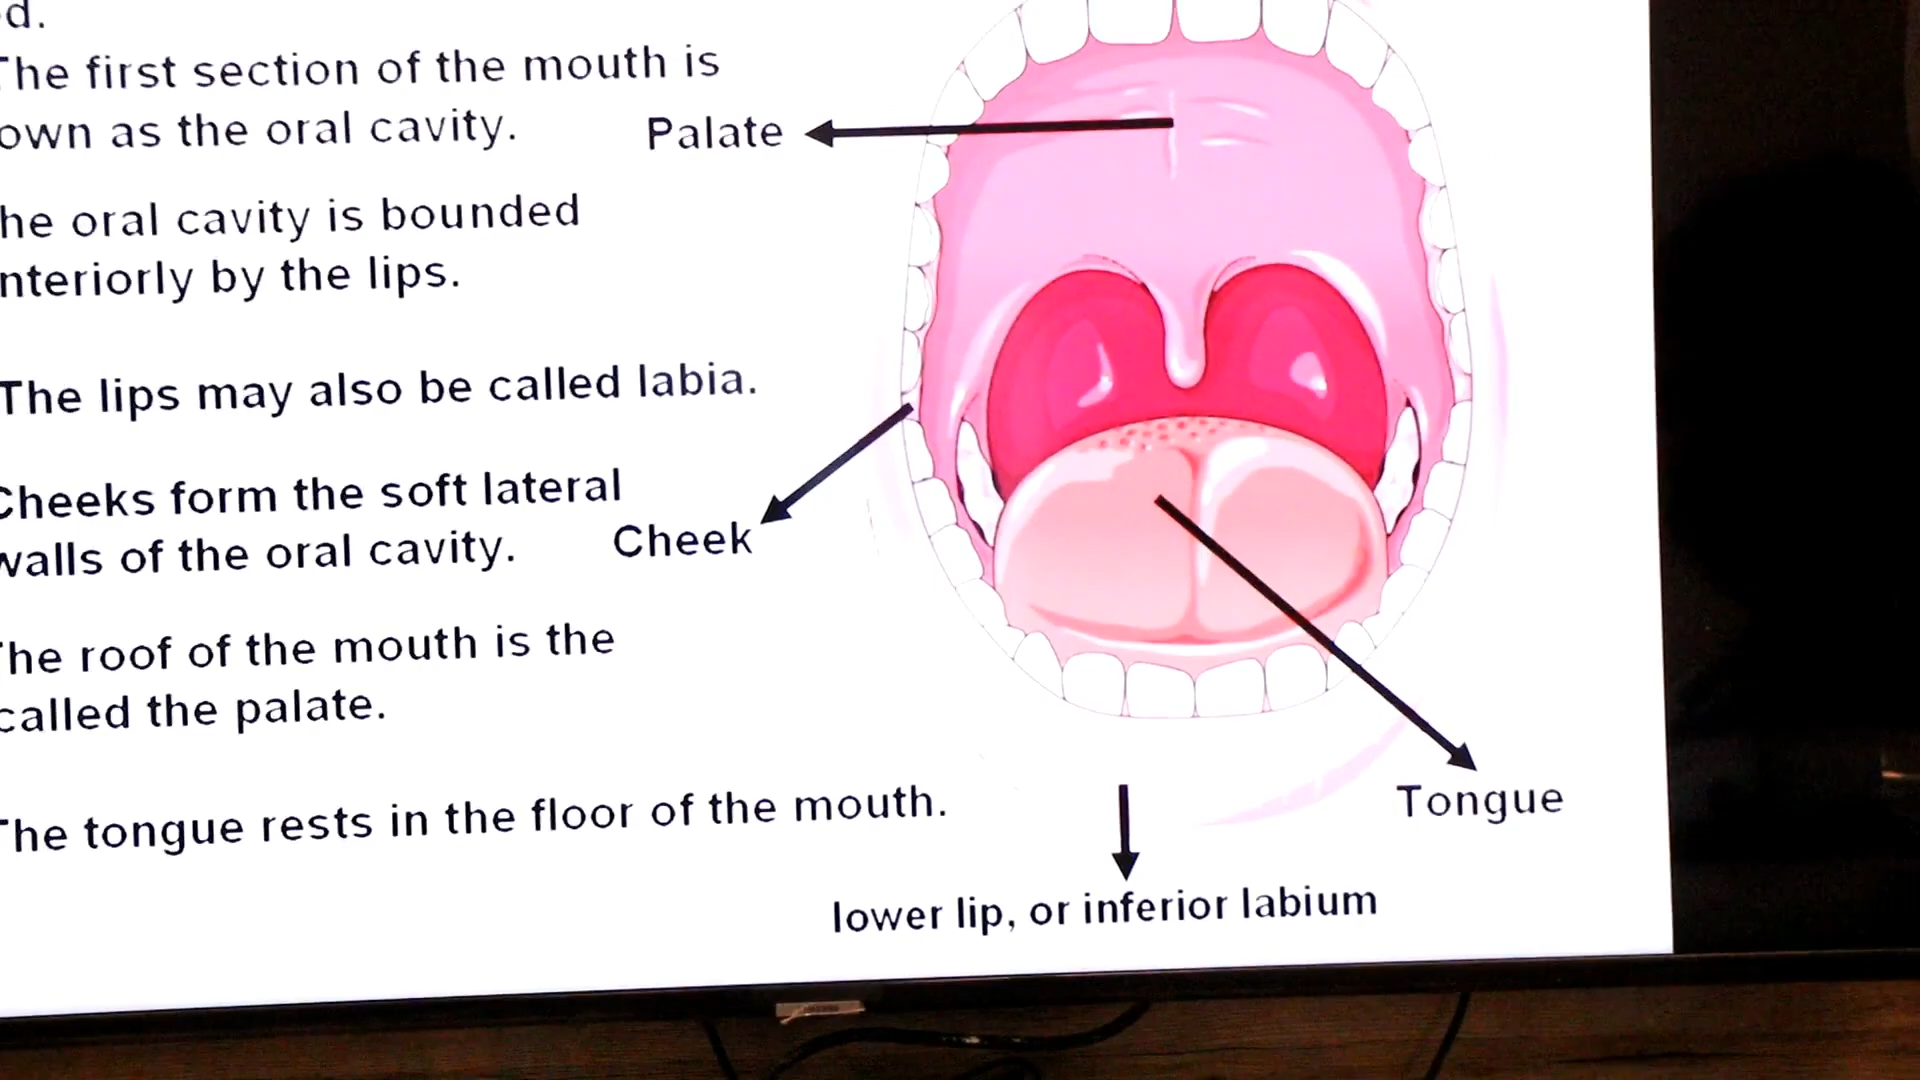 d.
The first section of the mouth is
own as the oral cavity.
Palate
he oral cavity is bounded
nteriorly by the lips.
The lips may also be called labia.
Cheeks form the soft lateral
walls of the oral cavity.
Cheek
The roof of the mouth is the
called the palate.
The tongue rests in the floor of the mouth.
Tongue
lower lip, or inferior labium